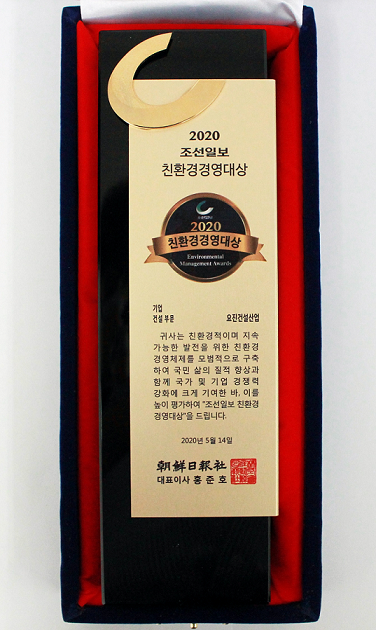 2020
조선일보
친환경경영대상
2020
친환경경영대상
Environmental
Management Awards
기업
건설 부문 요진건설산업
귀사는 친환경적이며 지속
가능한 발전을 위한 친환경
경영체제를 모범적으로 구축
하여 국민 삶의 질적 향상과
함께 국가 및 기업 경쟁력
강화에 크게 기여한 바, 이를
높이 평가하여 "조선일보 친환경
경영대상"을 드립니다.
2020년 5월 14일
朝鮮日報社
대표이사 홍준호